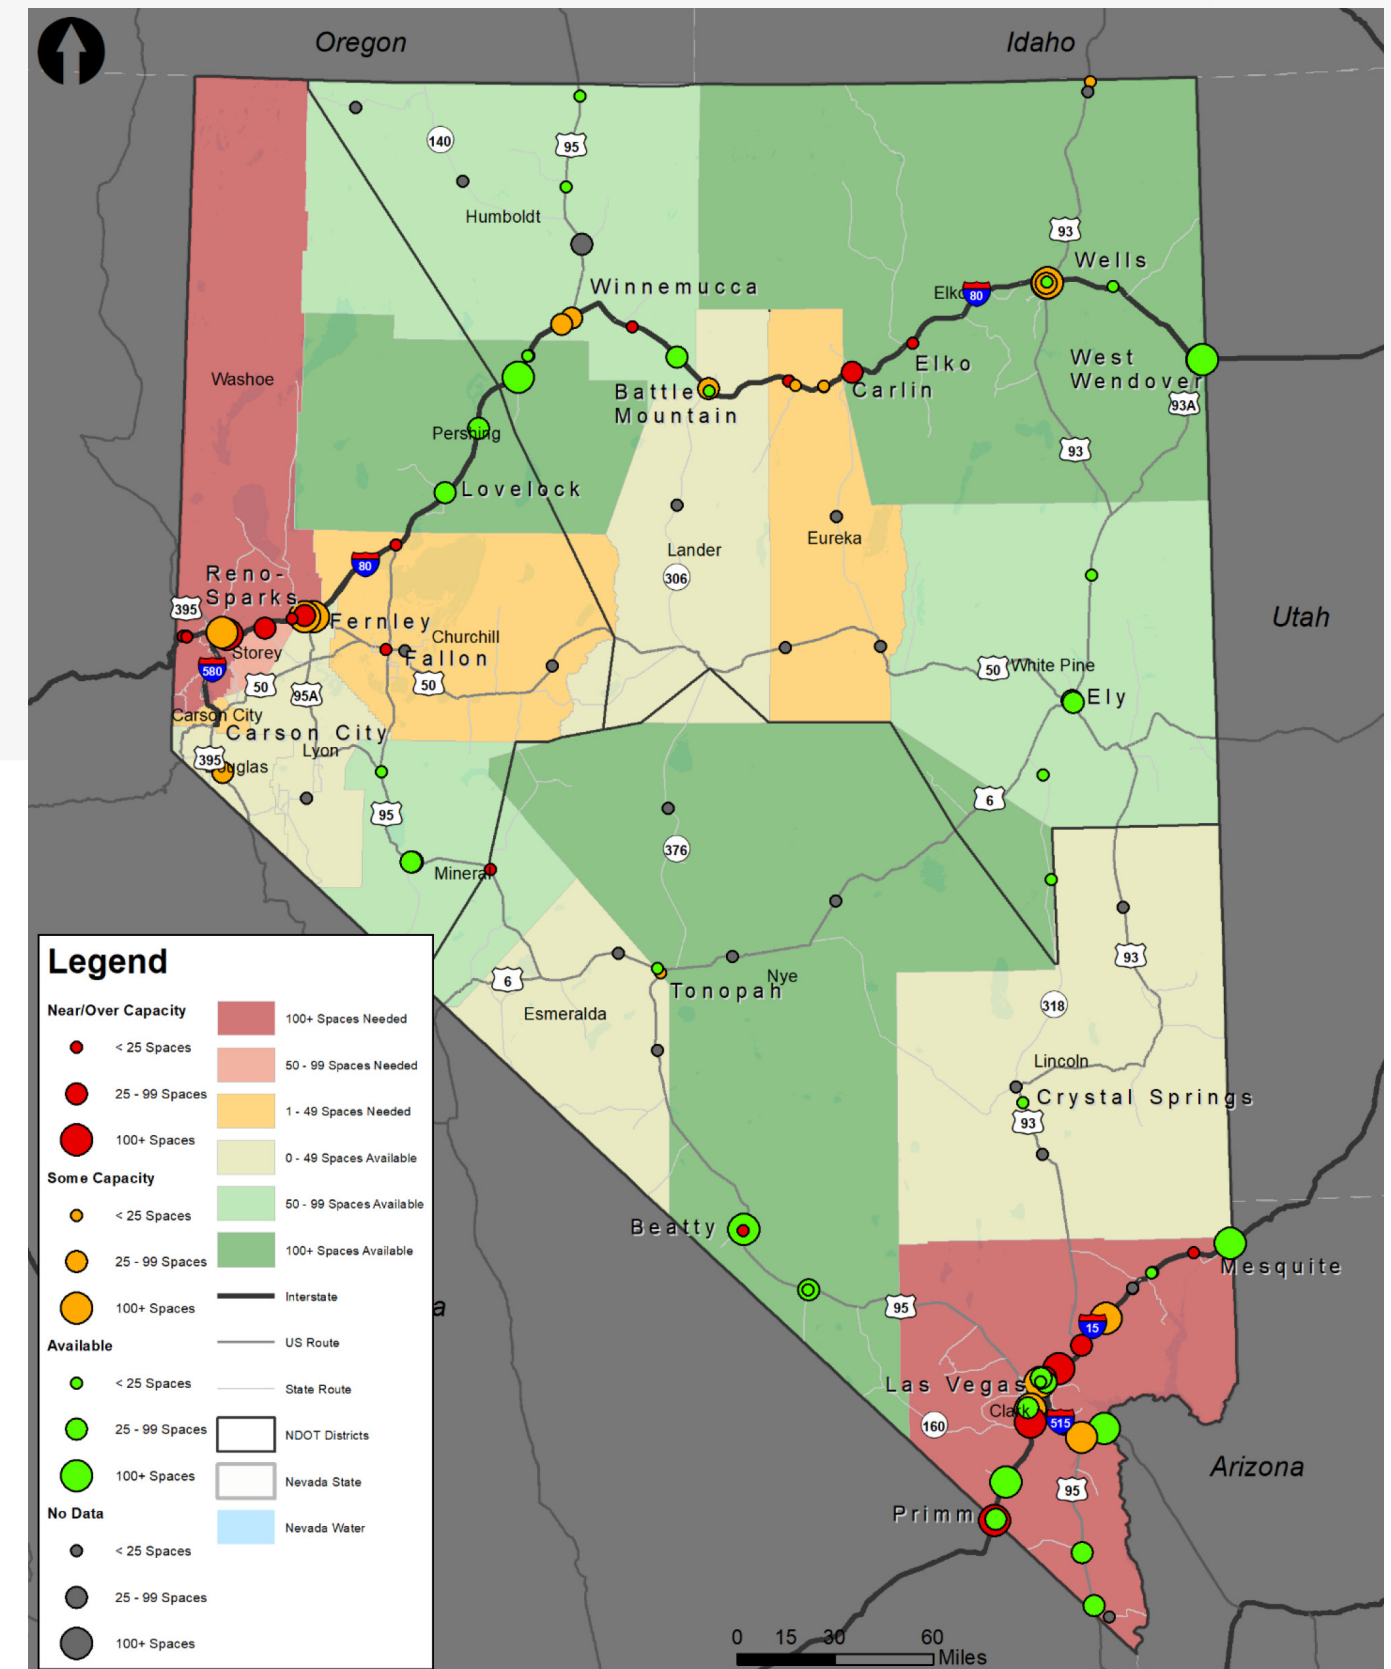 Oregon
Idaho
140
95
Humboldt
93
Wells
Winnemucca
80
West
Wendover
Elko
Washoe
Battle
Mountain
Carlin
93A
Pershing
93
Lovelock
Eureka
Lander
80
306
Reno-
Sparks
395
Fernley
Utah
Churchill
Storey
Fallon
580
50
95A
50
50
White Pine
Ely
Carson City
Carson City
Lyon
395
uglas
95
6
376
Mineral
93
6
Nye
Tonopah
318
Esmeralda
Lincoln
Crystal Springs
93
Beatty
Mesquite
a
95
15
Las Vegas
Clark
515
160
Arizona
95
Primm
Legend
Near/Over Capacity
< 25 Spaces
25 - 99 Spaces
100+ Spaces
Some Capacity
< 25 Spaces
25 - 99 Spaces
100+ Spaces
Available
< 25 Spaces
25 - 99 Spaces
100+ Spaces
No Data
< 25 Spaces
25 - 99 Spaces
100+ Spaces
100+ Spaces Needed
50 - 99 Spaces Needed
1 - 49 Spaces Needed
0 - 49 Spaces Available
50 - 99 Spaces Available
100+ Spaces Available
Interstate
US Route
State Route
NDOT Districts
Nevada State
Nevada Water
0 15 30 60
Miles